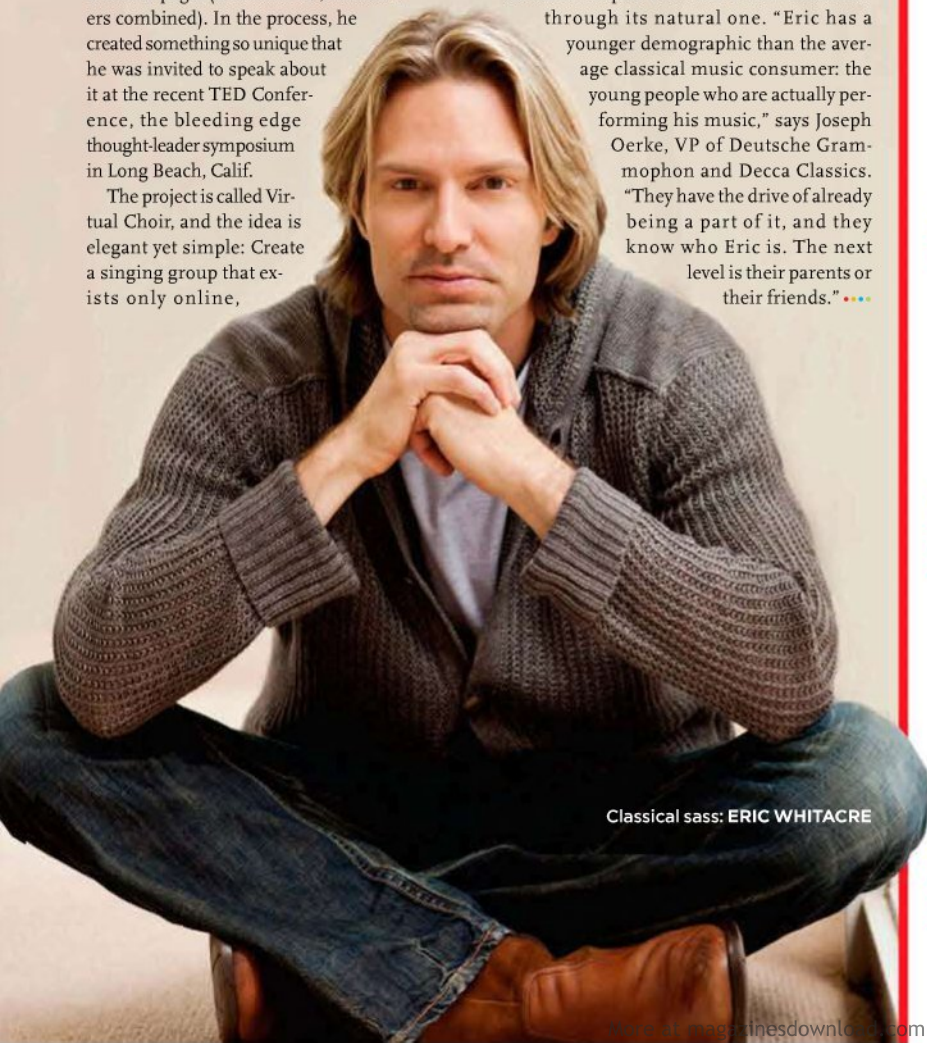 ers combined). In the process, he
created something so unique that
he was invited to speak about
it at the recent TED Confer-
ence, the bleeding edge
thought-leader symposium
in Long Beach, Calif.
The project is called Vir-
tual Choir, and the idea is
elegant yet simple: Create
a singing group that ex-
ists only online,
through its natural one. “Eric has a
younger demographic than the aver-
age classical music consumer: the
young people who are actually per-
forming his music,” says Joseph
Oerke, VP of Deutsche Gram-
mophon and Decca Classics.
“They have the drive of already
being a part of it, and they
know who Eric is. The next
level is their parents or
their friends.”
Classical sass: ERIC WHITACRE
More at magazinesdownload.com